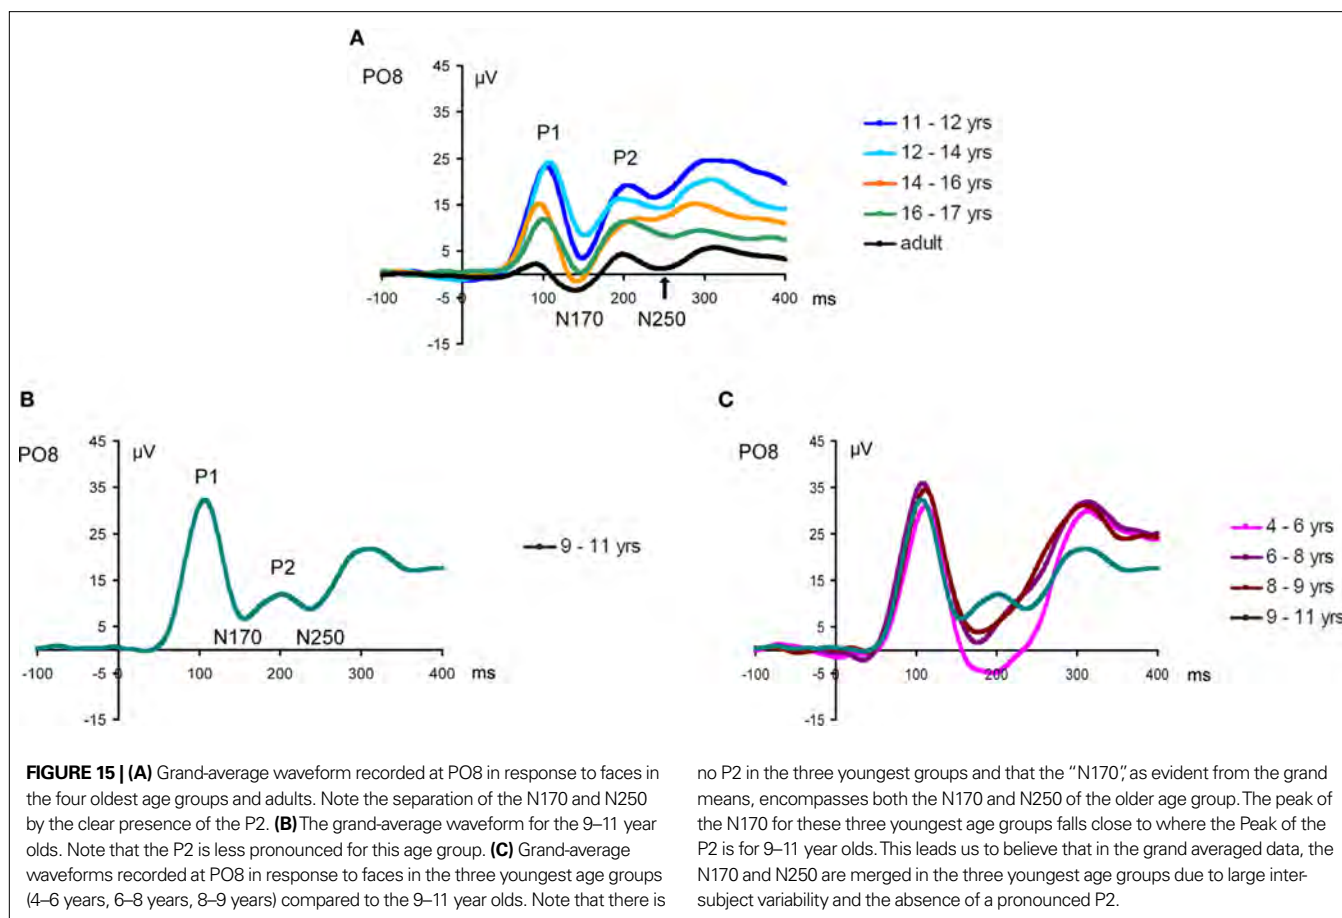 A
PO8
µV
45
35
25
15
5
-5
-15
P1
P2
-100
0
100
200
300
400
ms
N170
N250
11 - 12 yrs
12 - 14 yrs
14 - 16 yrs
16 - 17 yrs
adult
B
PO8
µV
45
35
25
15
5
-5
-15
P1
P2
N170
N250
-100
0
100
200
300
400
ms
9 - 11 yrs
C
PO8
µV
45
35
25
15
5
-5
-15
-100
0
100
200
300
400
ms
4 - 6 yrs
6 - 8 yrs
8 - 9 yrs
9 - 11 yrs
FIGURE 15 | (A) Grand-average waveform recorded at PO8 in response to faces in
the four oldest age groups and adults. Note the separation of the N170 and N250
by the clear presence of the P2. (B) The grand-average waveform for the 9–11 year
olds. Note that the P2 is less pronounced for this age group. (C) Grand-average
waveforms recorded at PO8 in response to faces in the three youngest age groups
(4–6 years, 6–8 years, 8–9 years) compared to the 9–11 year olds. Note that there is
no P2 in the three youngest groups and that the “N170”, as evident from the grand
means, encompasses both the N170 and N250 of the older age group. The peak of
the N170 for these three youngest age groups falls close to where the Peak of the
P2 is for 9–11 year olds. This leads us to believe that in the grand averaged data, the
N170 and N250 are merged in the three youngest age groups due to large inter-
subject variability and the absence of a pronounced P2.